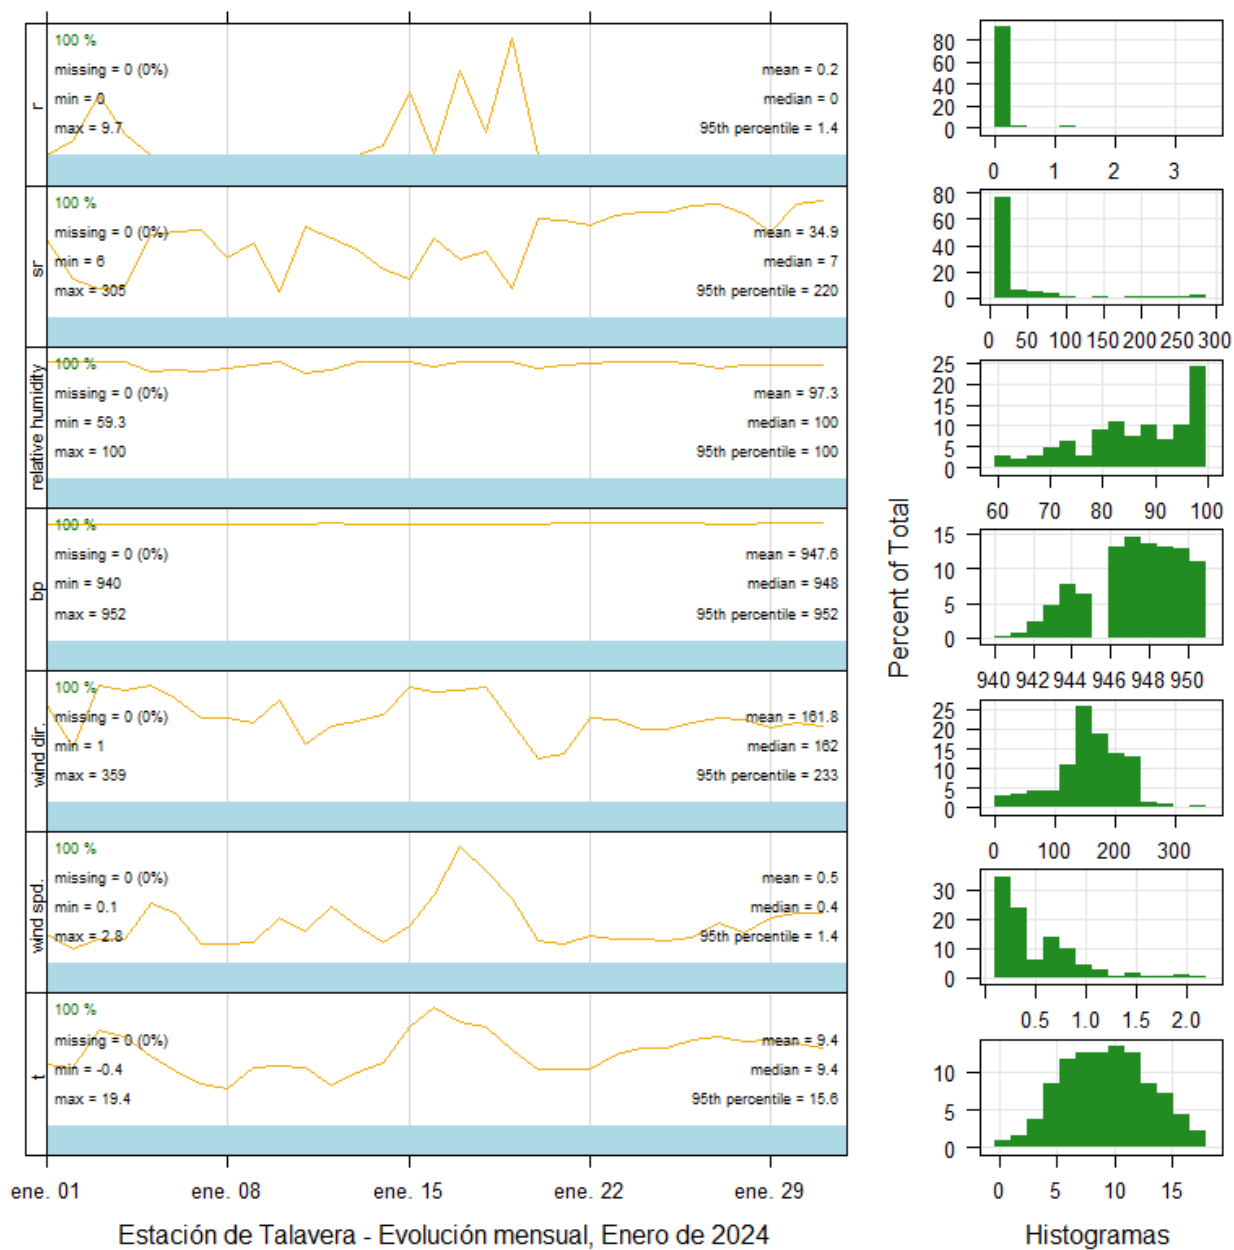 r
100 %
missing = 0 (0%)
min = 0
max = 9.7
mean = 0.2
median = 0
95th percentile = 1.4
sr
100 %
missing = 0 (0%)
min = 6
max = 305
mean = 34.9
median = 7
95th percentile = 220
relative humidity
100 %
missing = 0 (0%)
min = 59.3
max = 100
mean = 97.3
median = 100
95th percentile = 100
bp
100 %
missing = 0 (0%)
min = 940
max = 952
mean = 947.6
median = 948
95th percentile = 952
wind dir.
100 %
missing = 0 (0%)
min = 1
max = 359
mean = 161.8
median = 162
95th percentile = 233
wind spd.
100 %
missing = 0 (0%)
min = 0.1
max = 2.8
mean = 0.5
median = 0.4
95th percentile = 1.4
t
100 %
missing = 0 (0%)
min = -0.4
max = 19.4
mean = 9.4
median = 9.4
95th percentile = 15.6
ene. 01 ene. 08 ene. 15 ene. 22 ene. 29
Estación de Talavera - Evolución mensual, Enero de 2024
Percent of Total
80
60
40
20
0
0 1 2 3
80
60
40
20
0
0 50 100 150 200 250 300
25
20
15
10
5
0
60 70 80 90 100
15
10
5
0
940 942 944 946 948 950
25
20
15
10
5
0
0 100 200 300
30
20
10
0
0.5 1.0 1.5 2.0
10
5
0
0 5 10 15
Histogramas